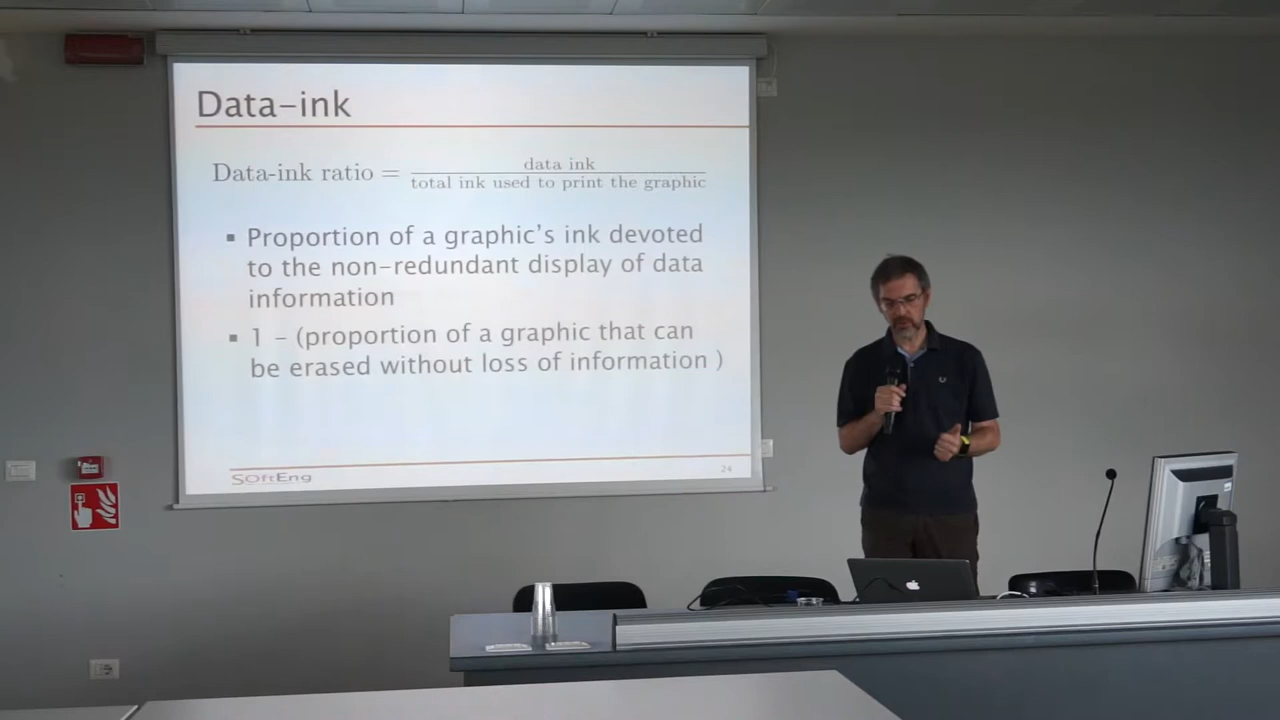 Data-ink
Data-ink ratio = data ink
total ink used to print the graphic
▪ Proportion of a graphic's ink devoted
to the non-redundant display of data
information
▪ 1 - (proportion of a graphic that can
be erased without loss of information )
SOftEng
24